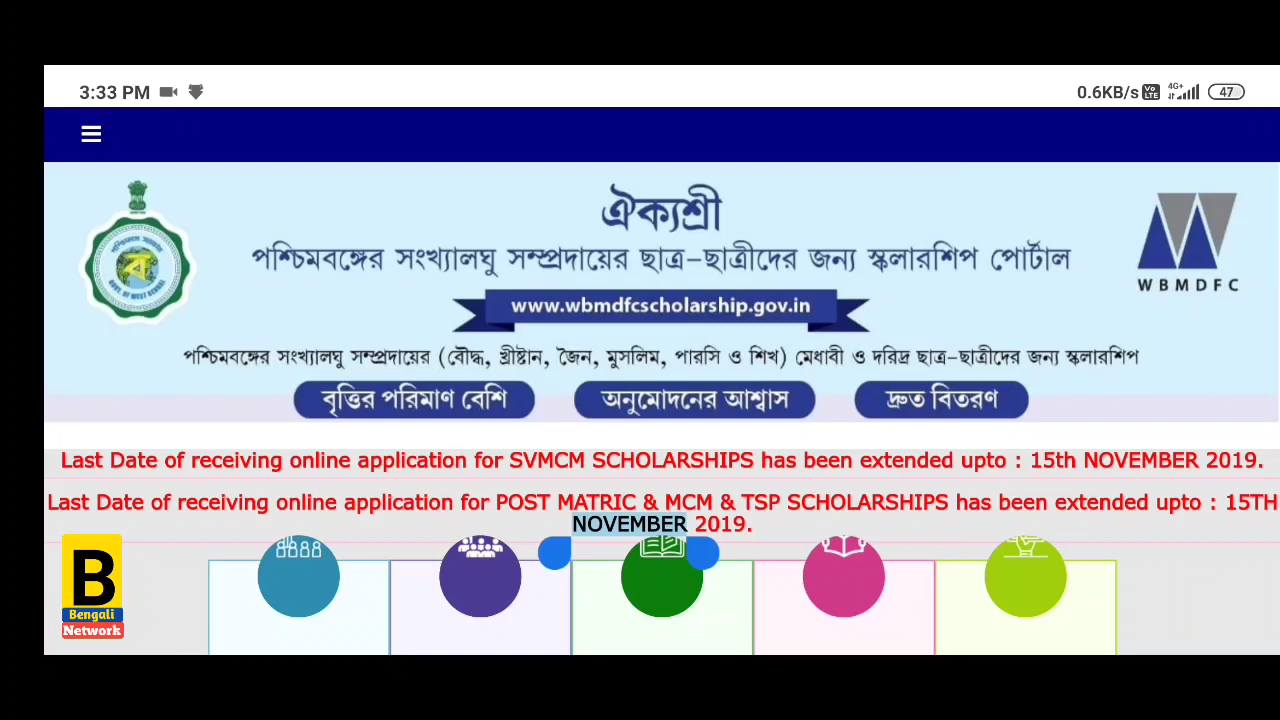 3:33 PM
0.6KB/s Vo LTE 4G+ 47
ঐক্যশ্রী
পশ্চিমবঙ্গের সংখ্যালঘু সম্প্রদায়ের ছাত্র-ছাত্রীদের জন্য স্কলারশিপ পোর্টাল
WBMDFC
www.wbmdfcscholarship.gov.in
পশ্চিমবঙ্গের সংখ্যালঘু সম্প্রদায়ের (বৌদ্ধ, খ্রীষ্টান, জৈন, মুসলিম, পারসি ও শিখ) মেধাবী ও দরিদ্র ছাত্র-ছাত্রীদের জন্য স্কলারশিপ
বৃত্তির পরিমাণ বেশি
অনুমোদনের আশ্বাস
দ্রুত বিতরণ
Last Date of receiving online application for SVMCM SCHOLARSHIPS has been extended upto : 15th NOVEMBER 2019.
Last Date of receiving online application for POST MATRIC & MCM & TSP SCHOLARSHIPS has been extended upto : 15TH
NOVEMBER 2019.
B
Bengali
Network